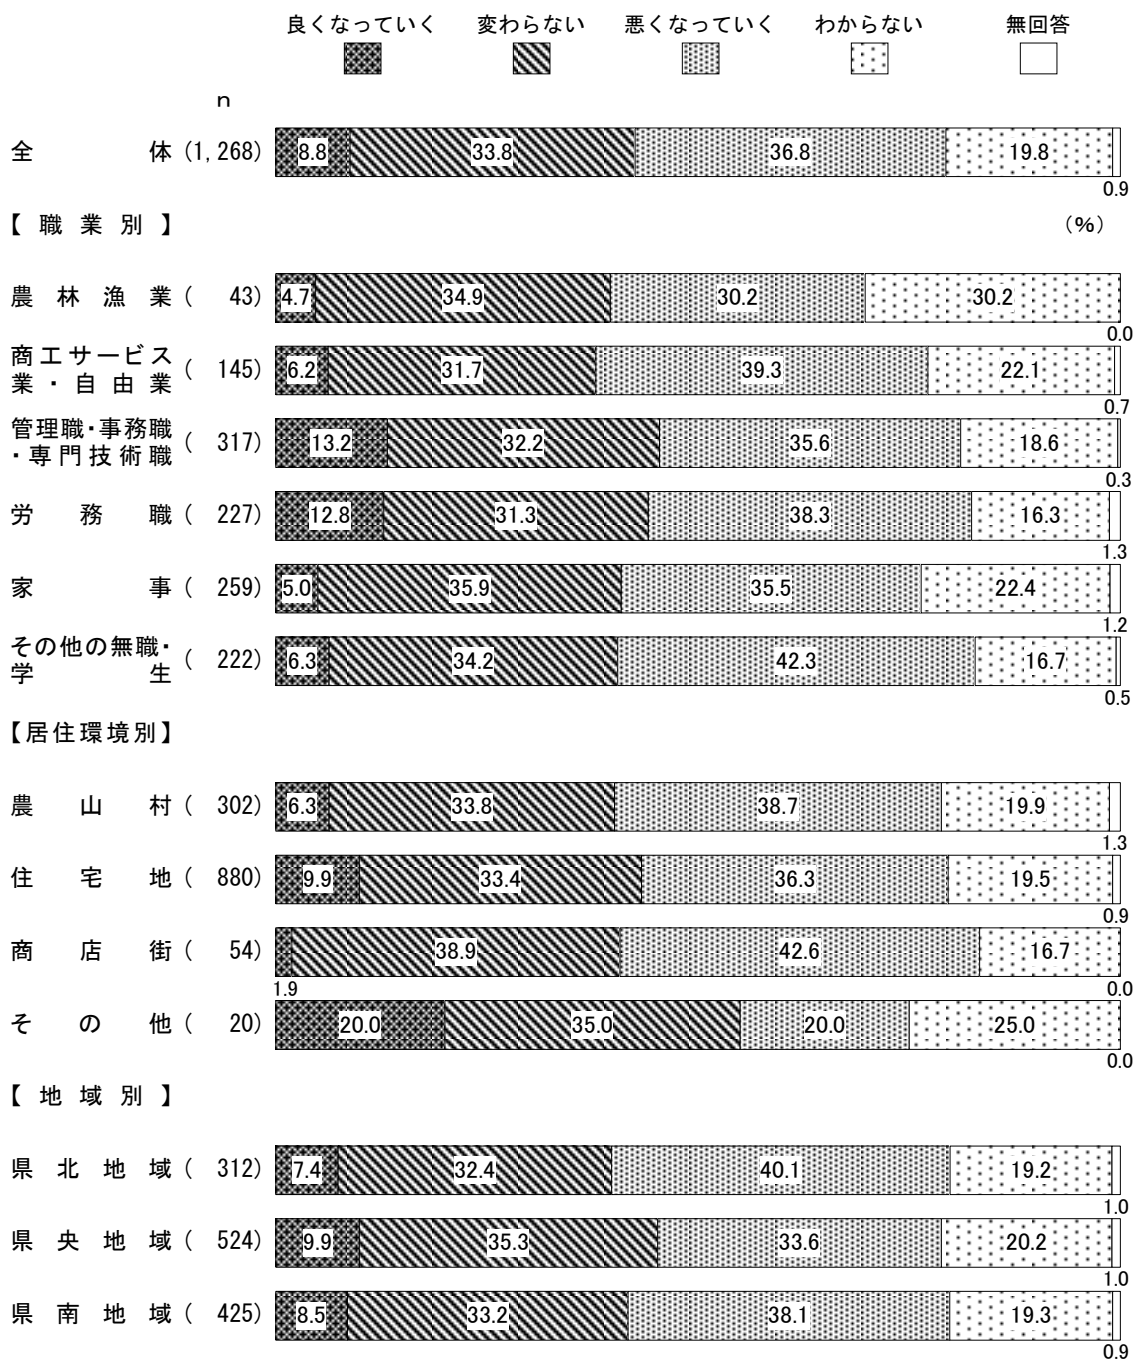 良くなっていく 変わらない 悪くなっていく わからない 無回答
n
全体 (1,268) 8.8 33.8 36.8 19.8
0.9
【職業別】 (%)
農林漁業 ( 43) 4.7 34.9 30.2 30.2
0.0
商工サービス
業・自由業 ( 145) 6.2 31.7 39.3 22.1
0.7
管理職・事務職
・専門技術職 ( 317) 13.2 32.2 35.6 18.6
0.3
労務職 ( 227) 12.8 31.3 38.3 16.3
1.3
家事 ( 259) 5.0 35.9 35.5 22.4
1.2
その他の無職・
学生 ( 222) 6.3 34.2 42.3 16.7
0.5
【居住環境別】
農山村 ( 302) 6.3 33.8 38.7 19.9
1.3
住宅地 ( 880) 9.9 33.4 36.3 19.5
0.9
商店街 ( 54) 38.9 42.6 16.7
1.9 0.0
その他 ( 20) 20.0 35.0 20.0 25.0
0.0
【地域別】
県北地域 ( 312) 7.4 32.4 40.1 19.2
1.0
県央地域 ( 524) 9.9 35.3 33.6 20.2
1.0
県南地域 ( 425) 8.5 33.2 38.1 19.3
0.9